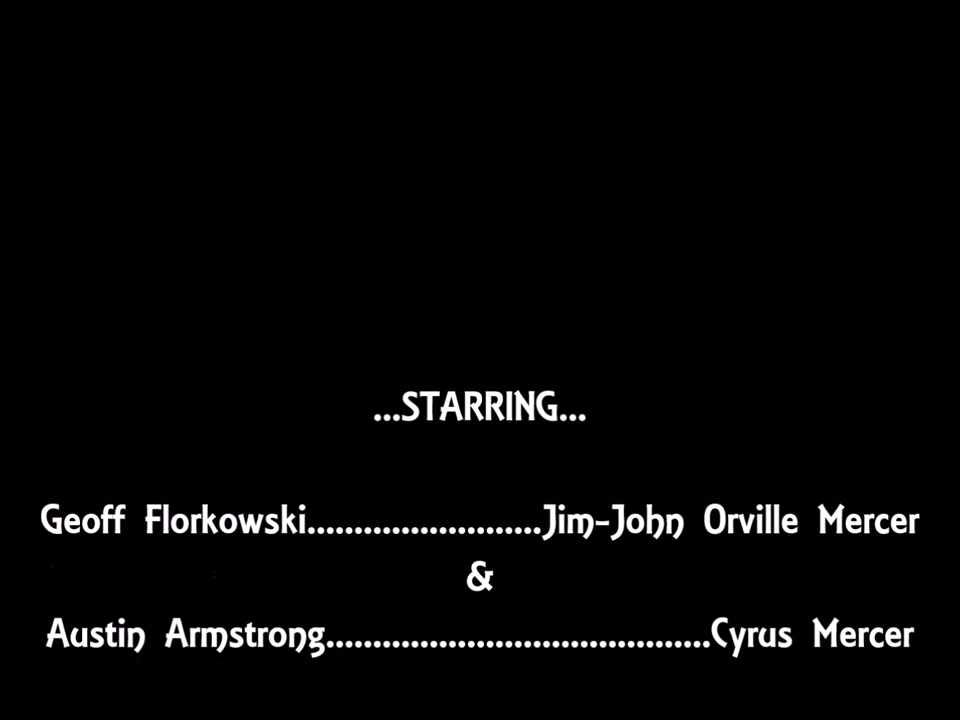 ...STARRING...
Geoff Florkowski.........................Jim-John Orville Mercer
&
Austin Armstrong.........................................Cyrus Mercer